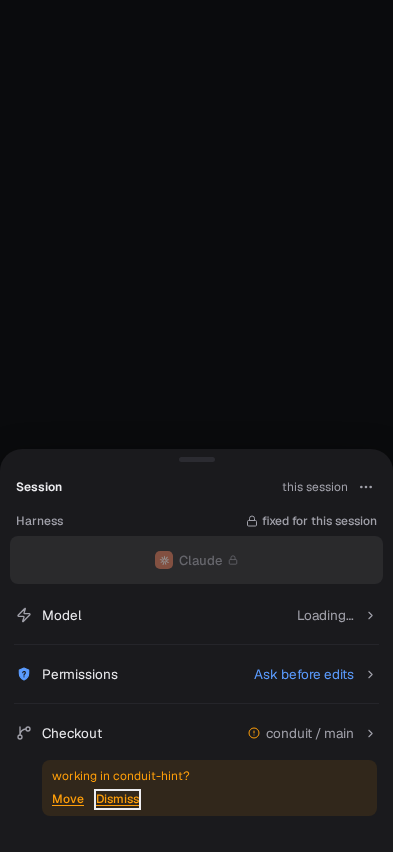 Session this session
Harness fixed for this session
Claude
Model Loading...
Permissions Ask before edits
Checkout conduit / main
working in conduit-hint?
Move Dismiss